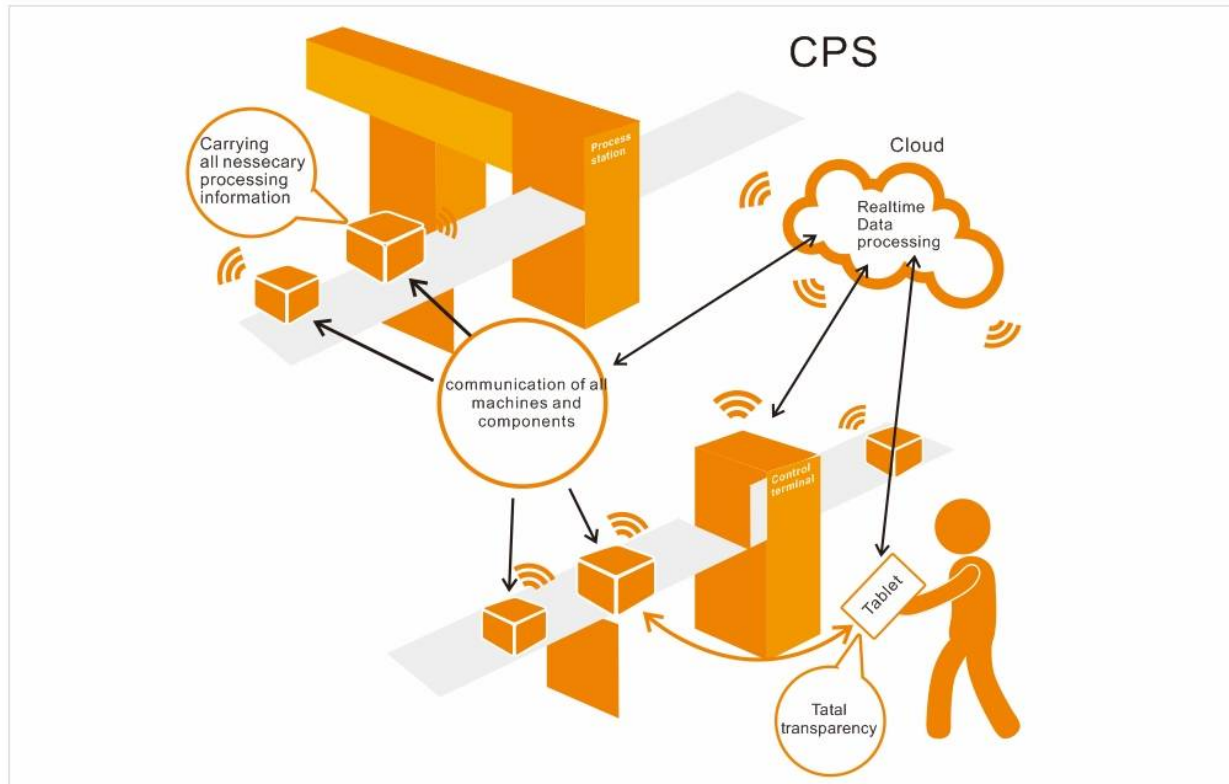 CPS
Carrying
all nessecary
processing
information
Process
station
Cloud
Realtime
Data
processing
communication of all
machines and
components
Control
terminal
Tablet
Tatal
transparency